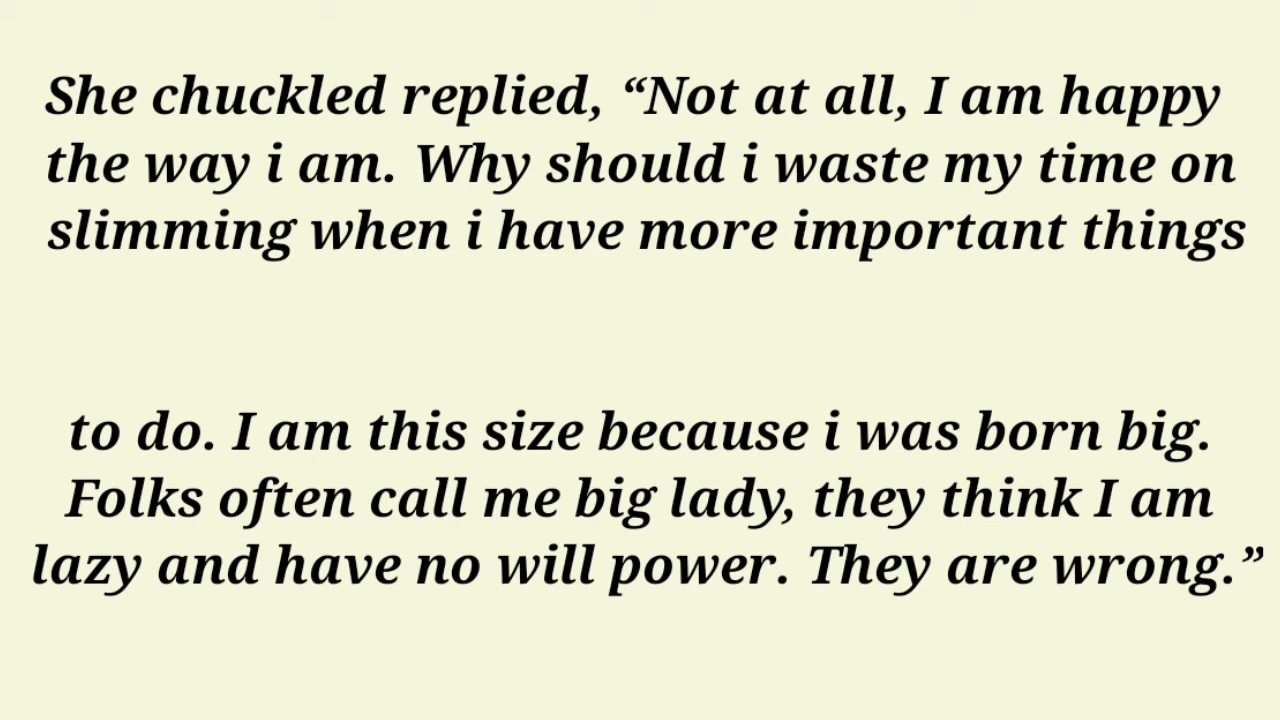 She chuckled replied, “Not at all, I am happy
the way i am. Why should i waste my time on
slimming when i have more important things
to do. I am this size because i was born big.
Folks often call me big lady, they think I am
lazy and have no will power. They are wrong.”